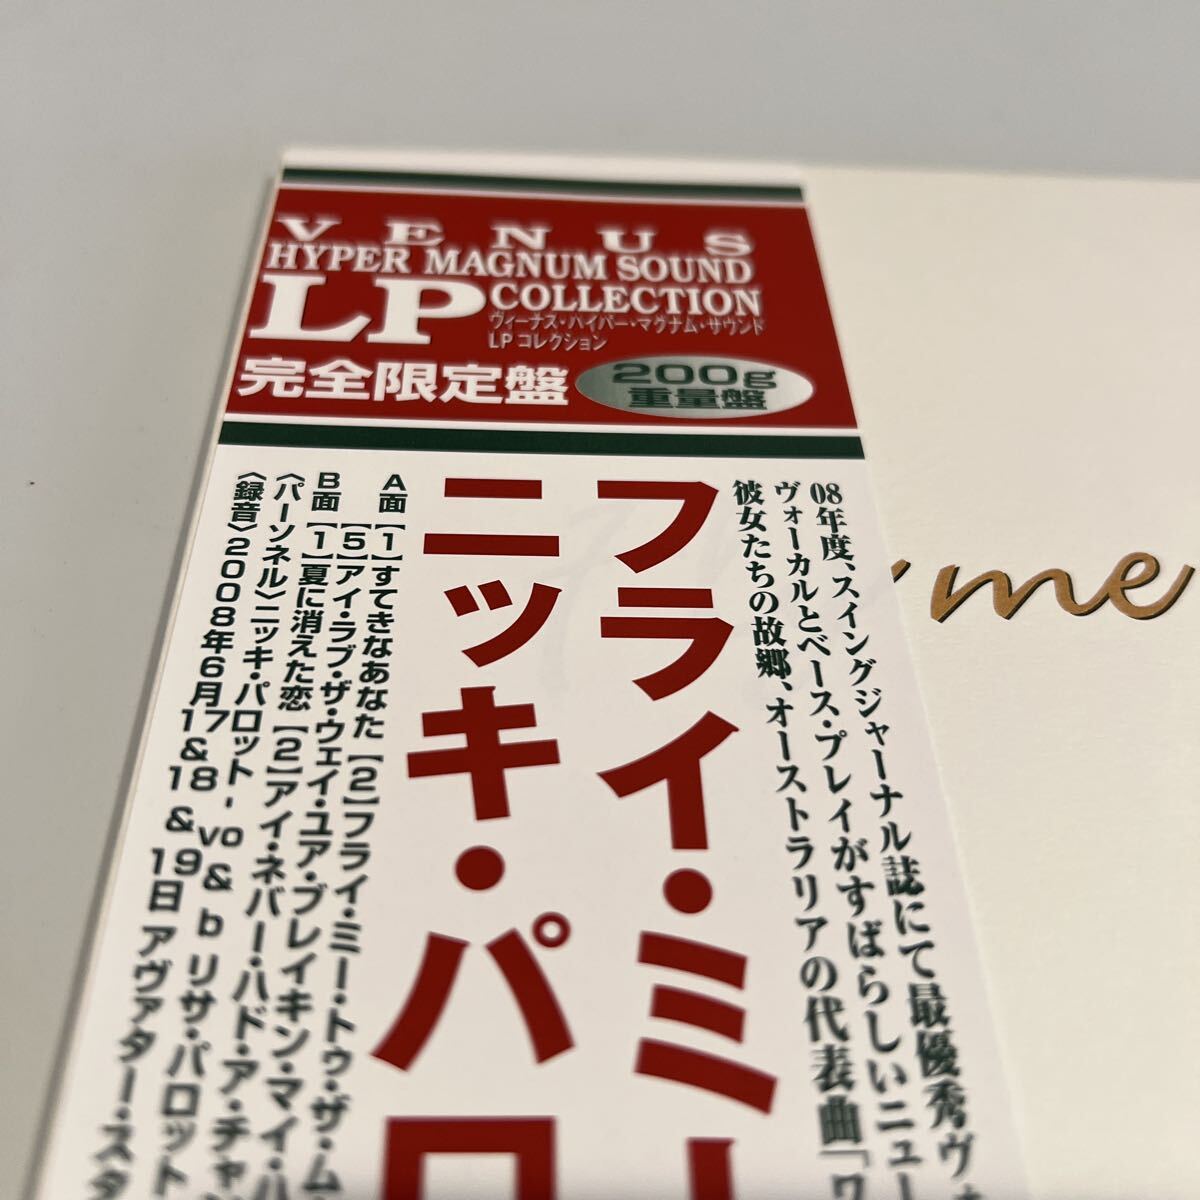 VENUS
HYPER MAGNUM SOUND
LP COLLECTION
ヴィーナス・ハイパー・マグナム・サウンド
LP コレクション
完全限定盤
200g
重量盤
08年度、スイングジャーナル誌にて最優秀ヴ
ヴォーカルとベース・プレイがすばらしいニュー
彼女たちの故郷、オーストラリアの代表曲「ワ
フライ・ミー
ニッキ・パロ
A面【1】すてきなあなた【2】フライ・ミー・トゥ・ザ・ム
【5】アイ・ラブ・ザ・ウェイ・ユア・ブレイキン・マイ・ハ
B面【1】夏に消えた恋【2】アイ・ネバー・ハド・ア・チャン
〈パーソネル〉ニッキ・パロット- vo & b リサ・パロット
〈録音〉2008年6月17&18&19日 アヴァター・スタ
me